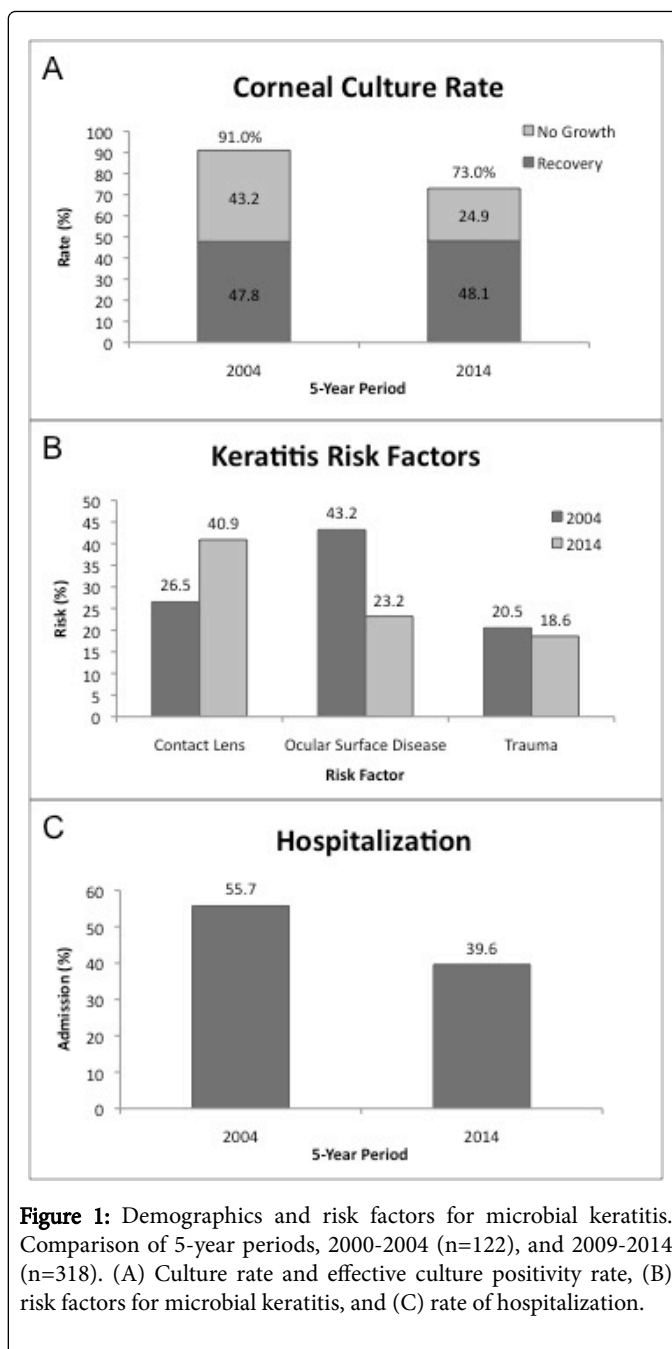 A
Corneal Culture Rate
100
90
80
70
60
50
40
30
20
10
0
Rate (%)
91.0%
43.2
47.8
73.0%
24.9
48.1
No Growth
Recovery
2004
2014
5-Year Period
B
Keratitis Risk Factors
50
45
40
35
30
25
20
15
10
5
0
Risk (%)
26.5
40.9
43.2
23.2
20.5
18.6
2004
2014
Contact Lens
Ocular Surface Disease
Trauma
Risk Factor
C
Hospitalization
60
50
40
30
20
10
0
Admission (%)
55.7
39.6
2004
2014
5-Year Period
Figure 1: Demographics and risk factors for microbial keratitis.
Comparison of 5-year periods, 2000-2004 (n=122), and 2009-2014
(n=318). (A) Culture rate and effective culture positivity rate, (B)
risk factors for microbial keratitis, and (C) rate of hospitalization.